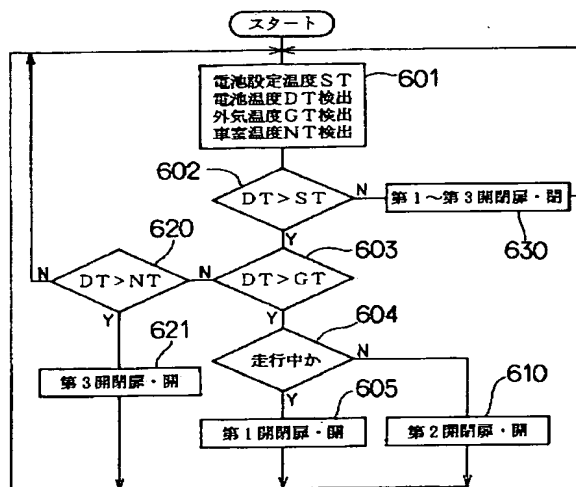 スタート
電池設定温度ST
電池温度DT検出
外気温度GT検出
車室温度NT検出
601
602
DT>ST
N
Y
第1~第3開閉扉・閉
630
620
DT>NT
N
Y
603
DT>GT
N
Y
604
走行中か
N
Y
621
第3開閉扉・開
605
第1開閉扉・開
610
第2開閉扉・開